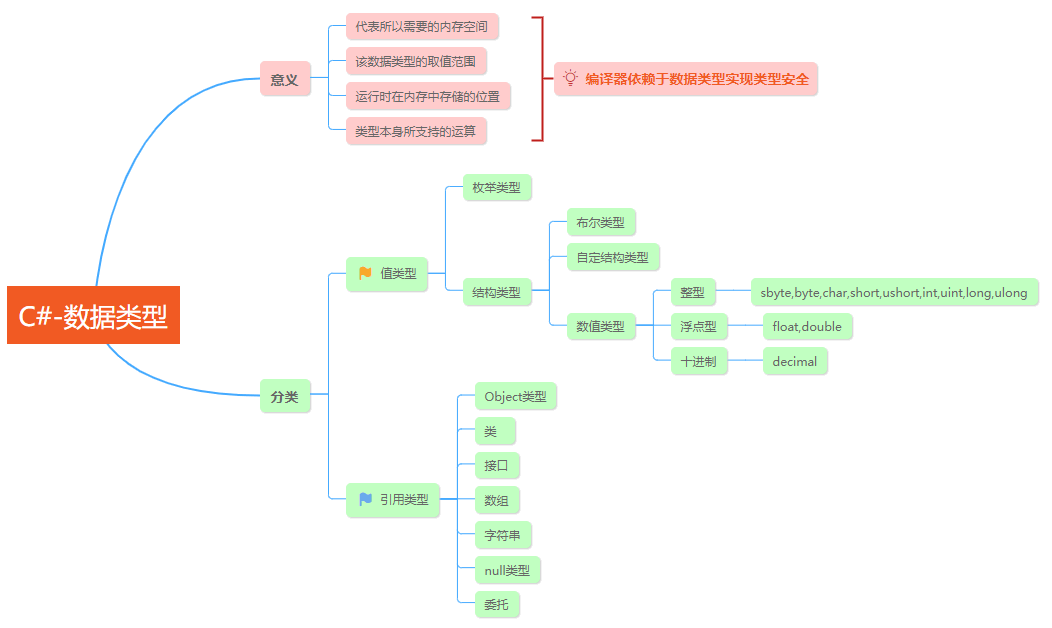 C#-数据类型
意义
代表所以需要的内存空间
该数据类型的取值范围
运行时在内存中存储的位置
类型本身所支持的运算
编译器依赖于数据类型实现类型安全
分类
值类型
枚举类型
结构类型
布尔类型
自定结构类型
数值类型
整型
sbyte,byte,char,short,ushort,int,uint,long,ulong
浮点型
float,double
十进制
decimal
引用类型
Object类型
类
接口
数组
字符串
null类型
委托